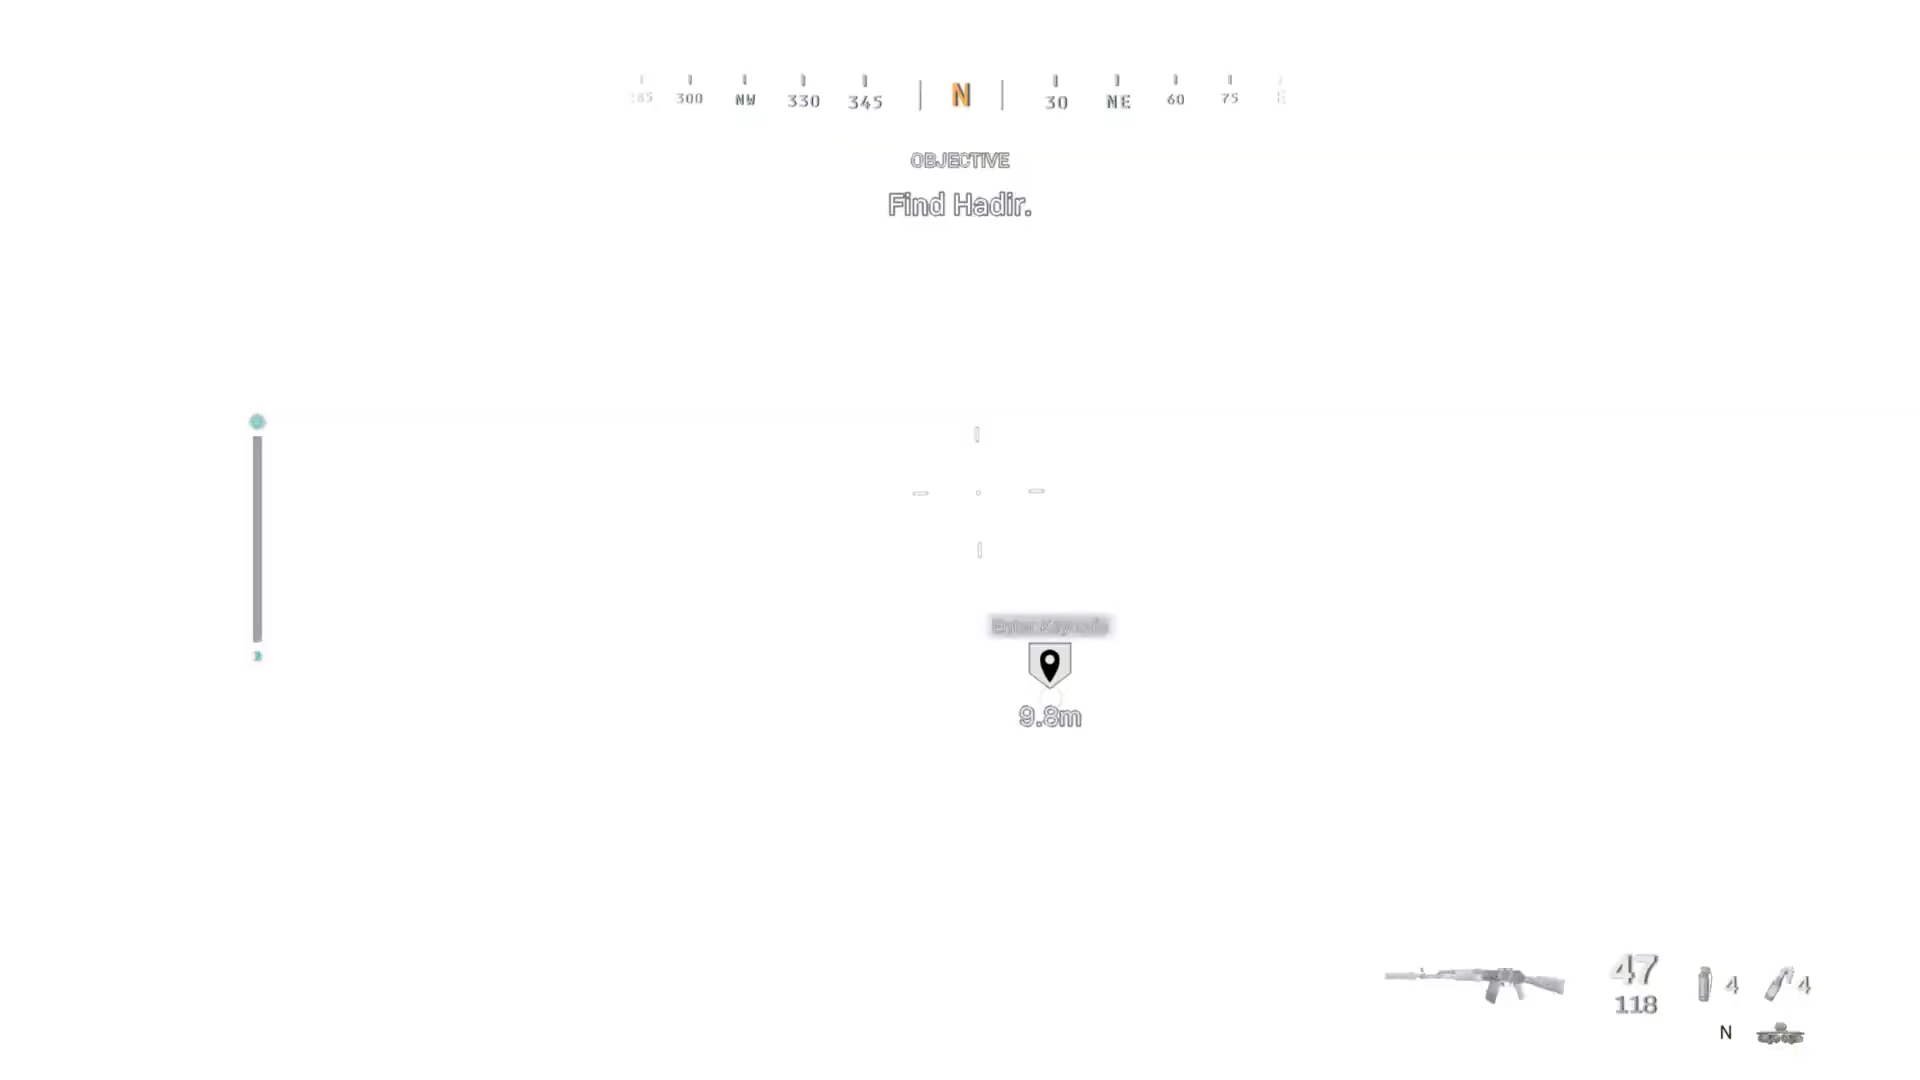 300 NW 330 345 N 30 NE 60 75
OBJECTIVE
Find Hadir.
9.8m
47
118
4
4
N